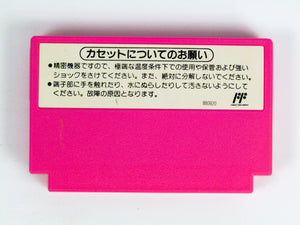 カセットについてのお願い
●精密機器ですので、極端な温度条件下での使用や保管および強い
ショックをさけてください。また、絶対に分解しないでください。
●端子部に手を触れたり、水にぬらしたりして汚さないようにして
ください。故障の原因となります。